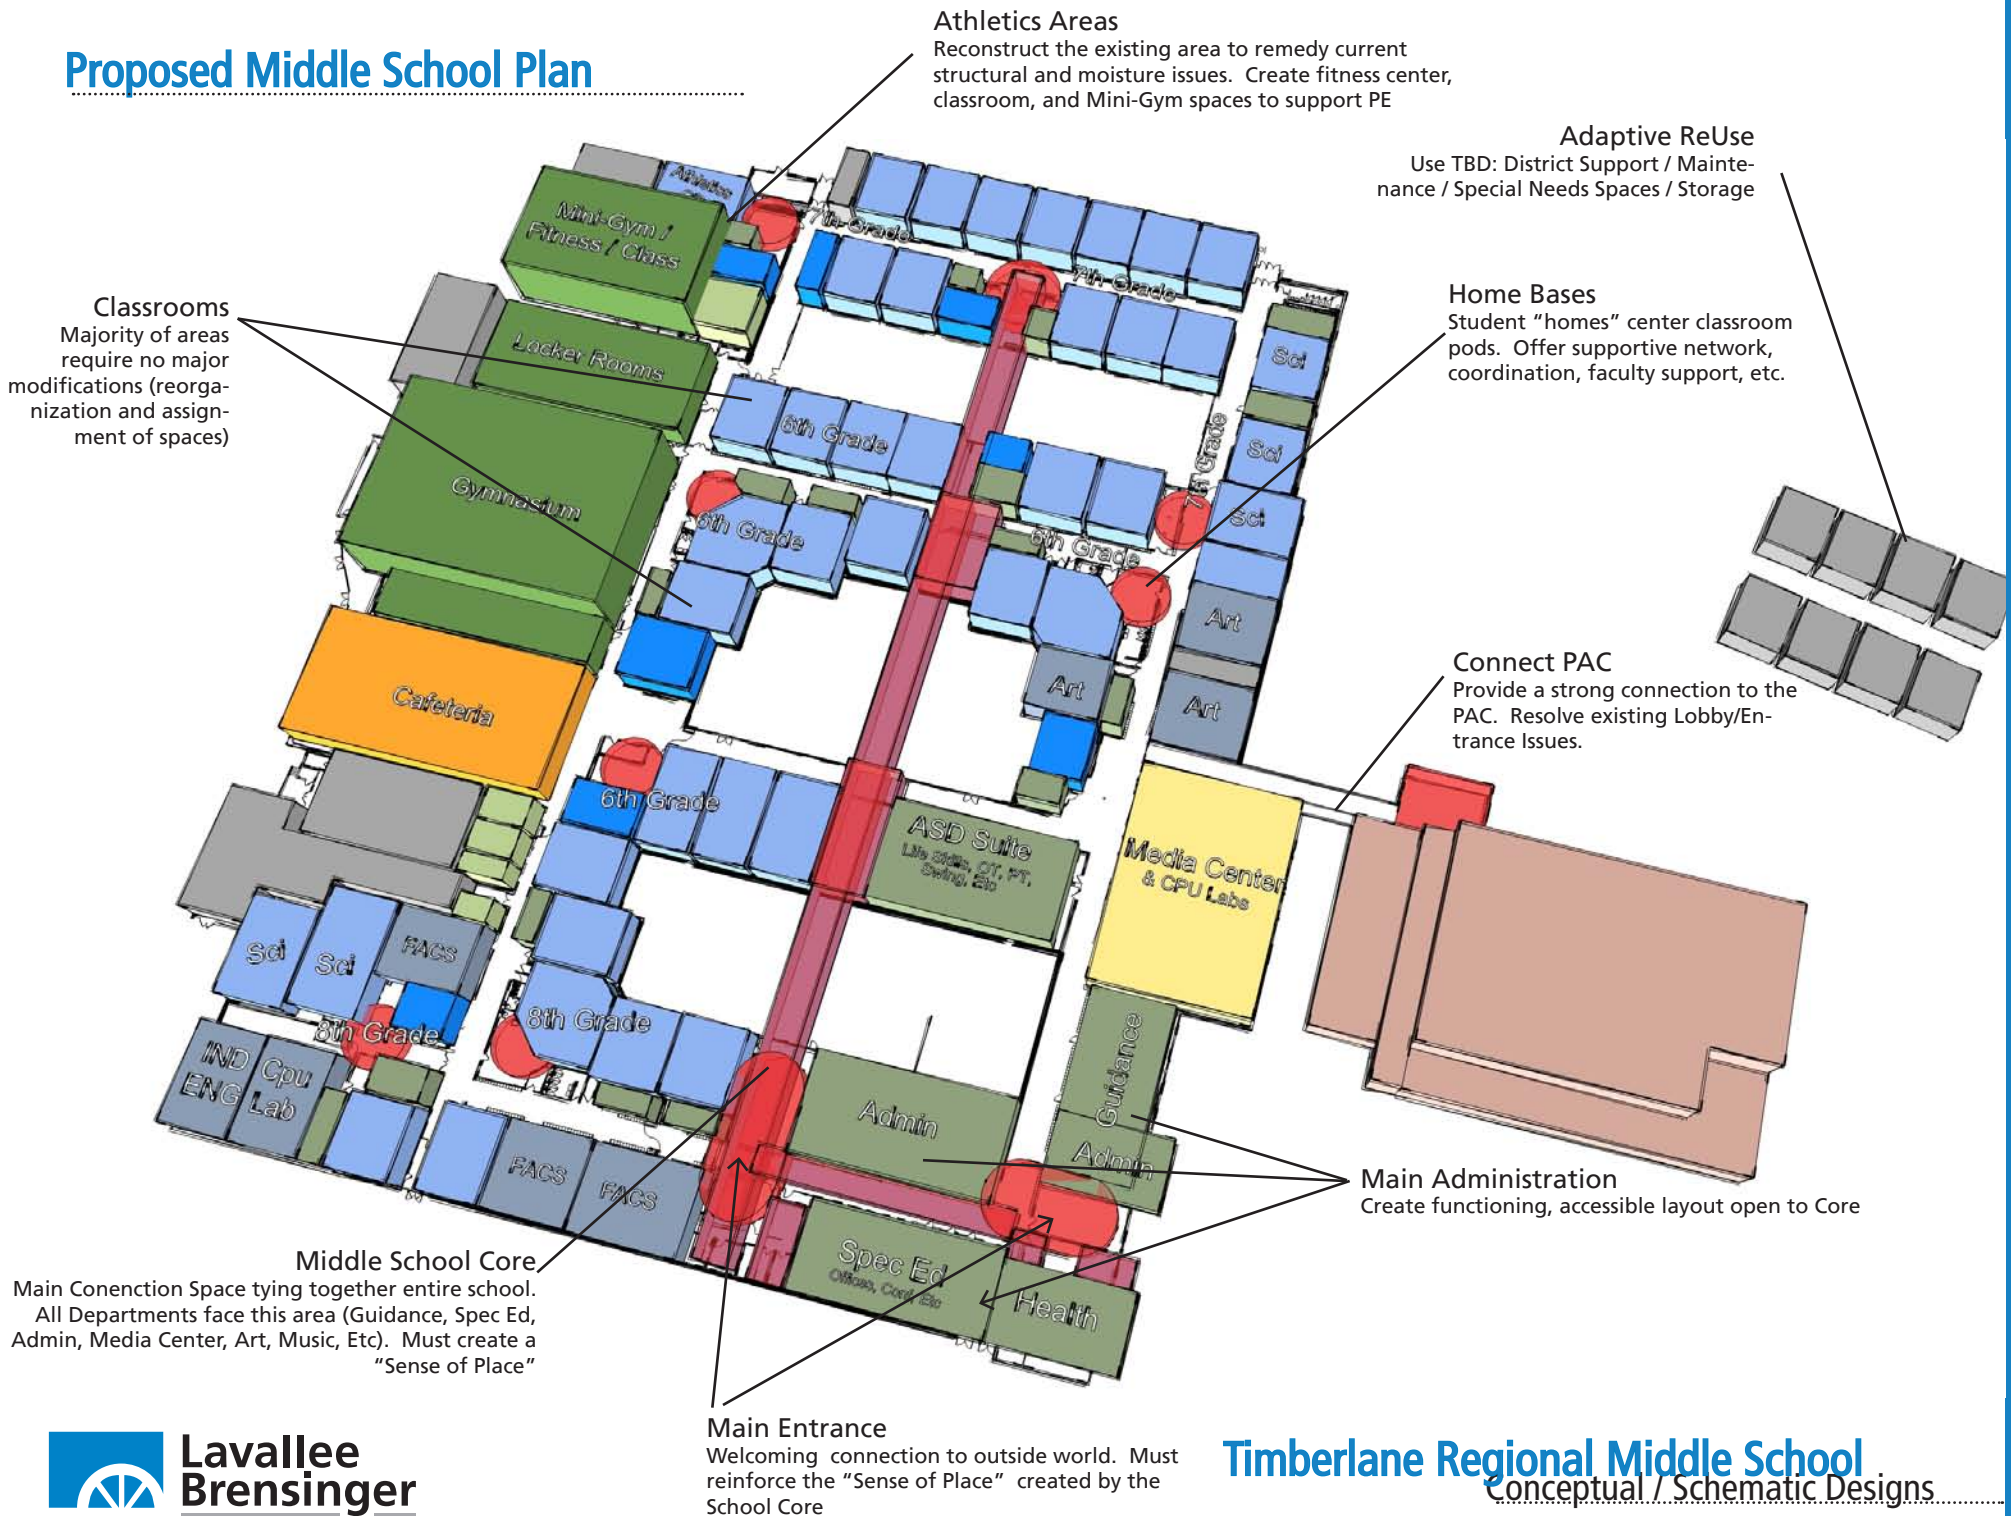 Proposed Middle School Plan
Athletics Areas
Reconstruct the existing area to remedy current
structural and moisture issues.  Create fitness center,
classroom, and Mini-Gym spaces to support PE
Adaptive ReUse
Use TBD: District Support / Mainte-
nance / Special Needs Spaces / Storage
Home Bases
Student “homes” center classroom
pods.  Offer supportive network,
coordination, faculty support, etc.
Classrooms
Majority of areas
require no major
modifications (reorga-
nization and assign-
ment of spaces)
Connect PAC
Provide a strong connection to the
PAC.  Resolve existing Lobby/En-
trance Issues.
Main Administration
Create functioning, accessible layout open to Core
Middle School Core
Main Conenction Space tying together entire school.
All Departments face this area (Guidance, Spec Ed,
Admin, Media Center, Art, Music, Etc).  Must create a
“Sense of Place”
Main Entrance
Welcoming  connection to outside world.  Must
reinforce the “Sense of Place”  created by the
School Core
Athletics
Mini-Gym /
Fitness / Class
7th Grade
7th Grade
Locker Rooms
Sci
6th Grade
7th Grade
Sci
Gymnasium
Sci
6th Grade
6th Grade
Art
Art
Art
Cafeteria
6th Grade
ASD Suite
Life Skills, OT, PT,
Swing, Etc
Media Center
& CPU Labs
Sci
Sci
FACS
8th Grade
8th Grade
IND
ENG
Cpu
Lab
Guidance
Admin
Admin
FACS
FACS
Spec Ed
Offices, Conf, Etc
Health
Lavallee
Brensinger
Timberlane Regional Middle School
Conceptual / Schematic Designs